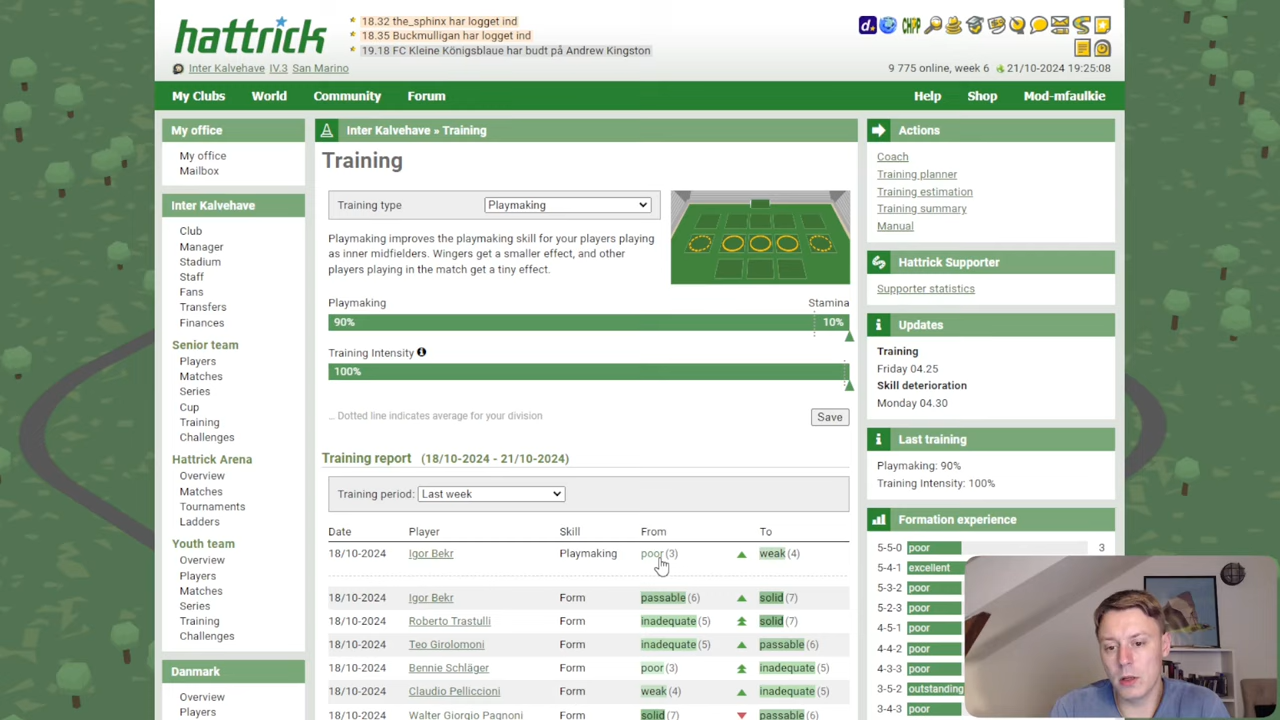 hattrick
18.32 the_sphinx har logget ind
18.35 Buckmulligan har logget ind
19.18 FC Kleine Königsblaue har budt på Andrew Kingston
d.
CHPP
Inter Kalvehave IV.3 San Marino
9 775 online, week 6 21/10-2024 19:25:08
My Clubs World Community Forum Help Shop Mod-mfaulkie
My office
My office
Mailbox
Inter Kalvehave
Club
Manager
Stadium
Staff
Fans
Transfers
Finances
Senior team
Players
Matches
Series
Cup
Training
Challenges
Hattrick Arena
Overview
Matches
Tournaments
Ladders
Youth team
Overview
Players
Matches
Series
Training
Challenges
Danmark
Overview
Players
Inter Kalvehave » Training
Training
Training type Playmaking
Playmaking improves the playmaking skill for your players playing
as inner midfielders. Wingers get a smaller effect, and other
players playing in the match get a tiny effect.
Playmaking Stamina
90% 10%
Training Intensity
100%
... Dotted line indicates average for your division
Save
Training report (18/10-2024 - 21/10-2024)
Training period: Last week
Date Player Skill From To
18/10-2024 Igor Bekr Playmaking poor (3) weak (4)
18/10-2024 Igor Bekr Form passable (6) solid (7)
18/10-2024 Roberto Trastulli Form inadequate (5) solid (7)
18/10-2024 Teo Girolomoni Form inadequate (5) passable (6)
18/10-2024 Bennie Schläger Form poor (3) inadequate (5)
18/10-2024 Claudio Pelliccioni Form weak (4) inadequate (5)
18/10-2024 Walter Giorgio Pagnoni Form solid (7) passable (6)
Actions
Coach
Training planner
Training estimation
Training summary
Manual
Hattrick Supporter
Supporter statistics
Updates
Training
Friday 04.25
Skill deterioration
Monday 04.30
Last training
Playmaking: 90%
Training Intensity: 100%
Formation experience
5-5-0 poor 3
5-4-1 excellent
5-3-2 poor
5-2-3 poor
4-5-1 poor
4-4-2 poor
4-3-3 poor
3-5-2 outstanding
3-4-3 poor